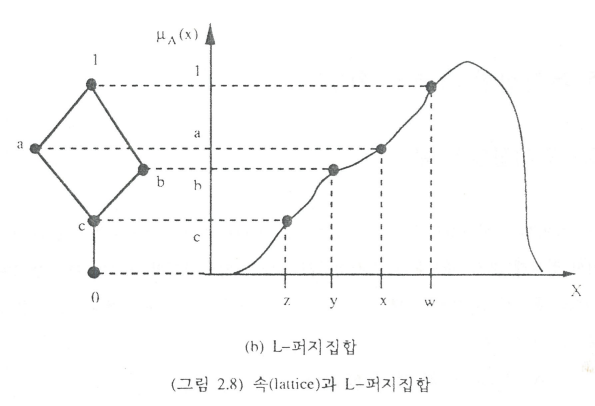 μA(x)
1
1
a
a
b
b
c
c
0
z
y
x
w
X
(b) L-퍼지집합
(그림 2.8) 속(lattice)과 L-퍼지집합